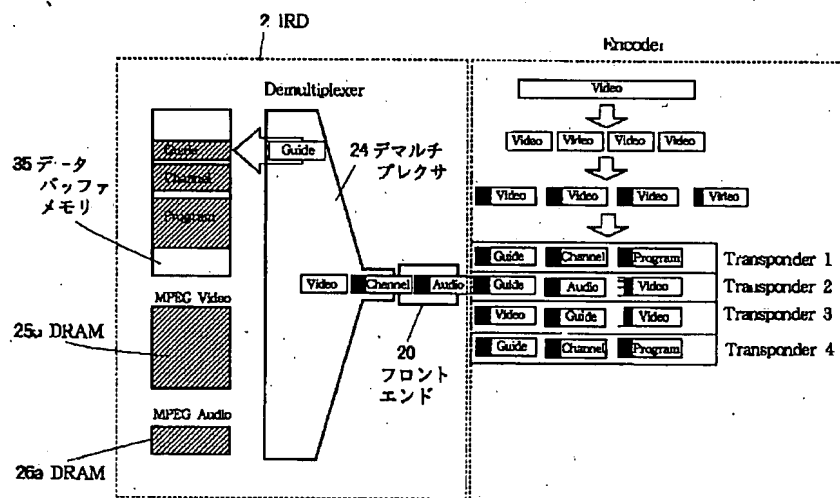 2 IRD
Encoder
Demultiplexer
Video
Video Video Video Video
Video Video Video Video
Guide
24 デマルチ
プレクサ
35 データ
バッファ
メモリ
Guide
Channel
Program
Guide Channel Program Transponder 1
Video Channel Audio Guide Audio Video Transponder 2
Video Guide Video Transponder 3
Guide Channel Program Transponder 4
20
フロント
エンド
MPEG Video
25a DRAM
MPEG Audio
26a DRAM